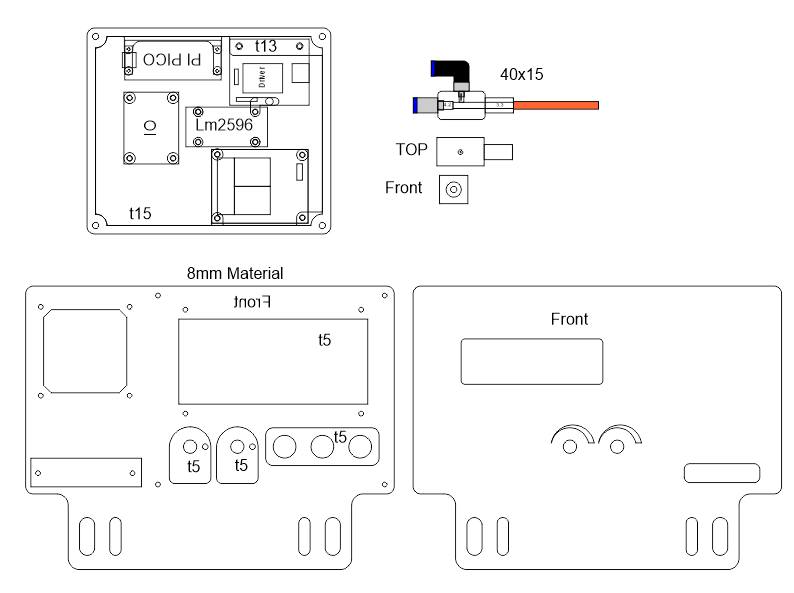 PI PICO
t13
Driver
IO
Lm2596
t15
40x15
TOP
Front
8mm Material
Front
t5
t5
t5
t5
Front